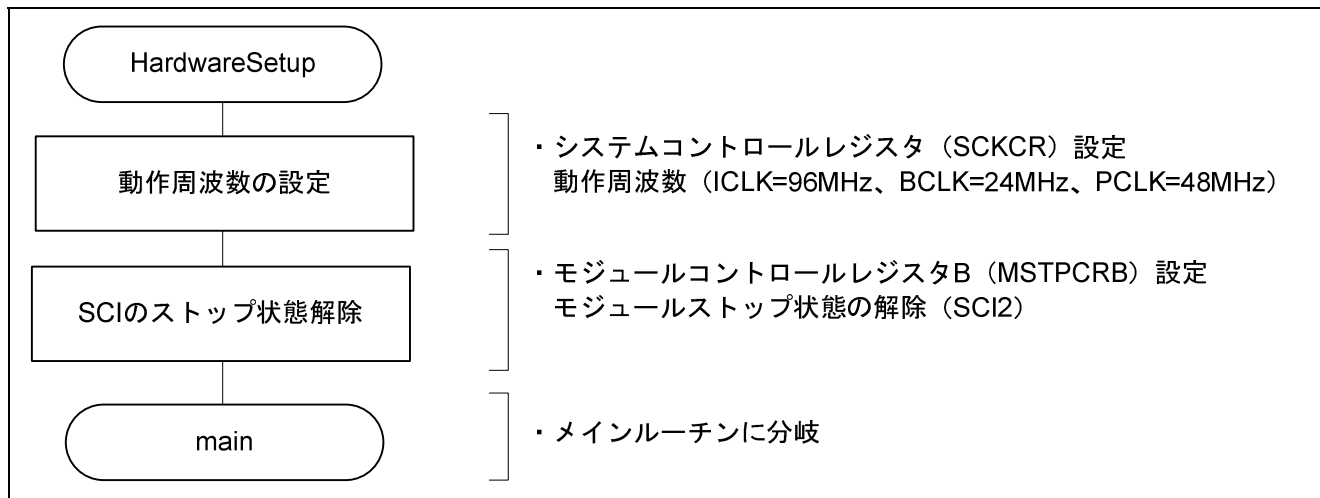 HardwareSetup
動作周波数の設定
・システムコントロールレジスタ（SCKCR）設定
動作周波数（ICLK=96MHz、BCLK=24MHz、PCLK=48MHz）
SCIのストップ状態解除
・モジュールコントロールレジスタB（MSTPCRB）設定
モジュールストップ状態の解除（SCI2）
main
・メインルーチンに分岐